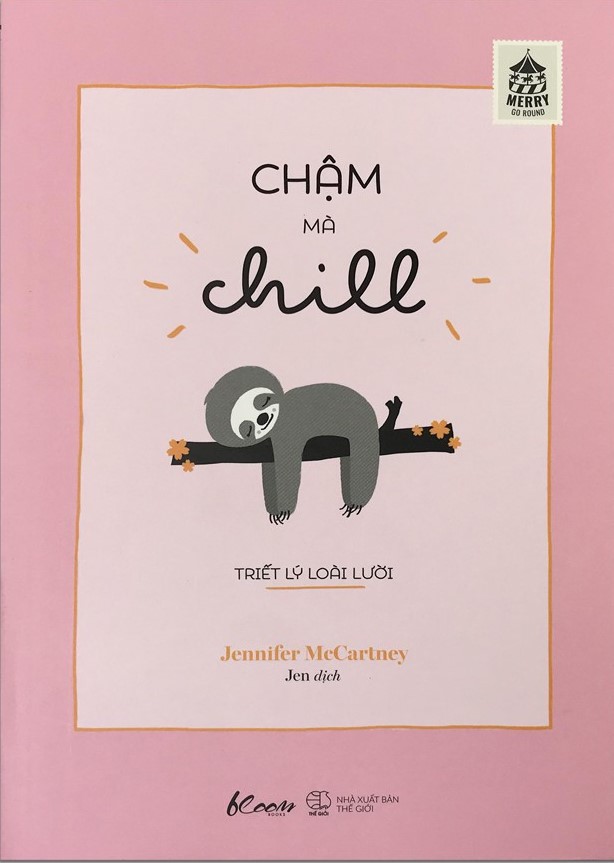 MERRY
GO ROUND
CHẬM
MÀ
chill
TRIẾT LÝ LOÀI LƯỜI
Jennifer McCartney
Jen dịch
bloom
BOOKS
THẾ GIỚI
NHÀ XUẤT BẢN
THẾ GIỚI